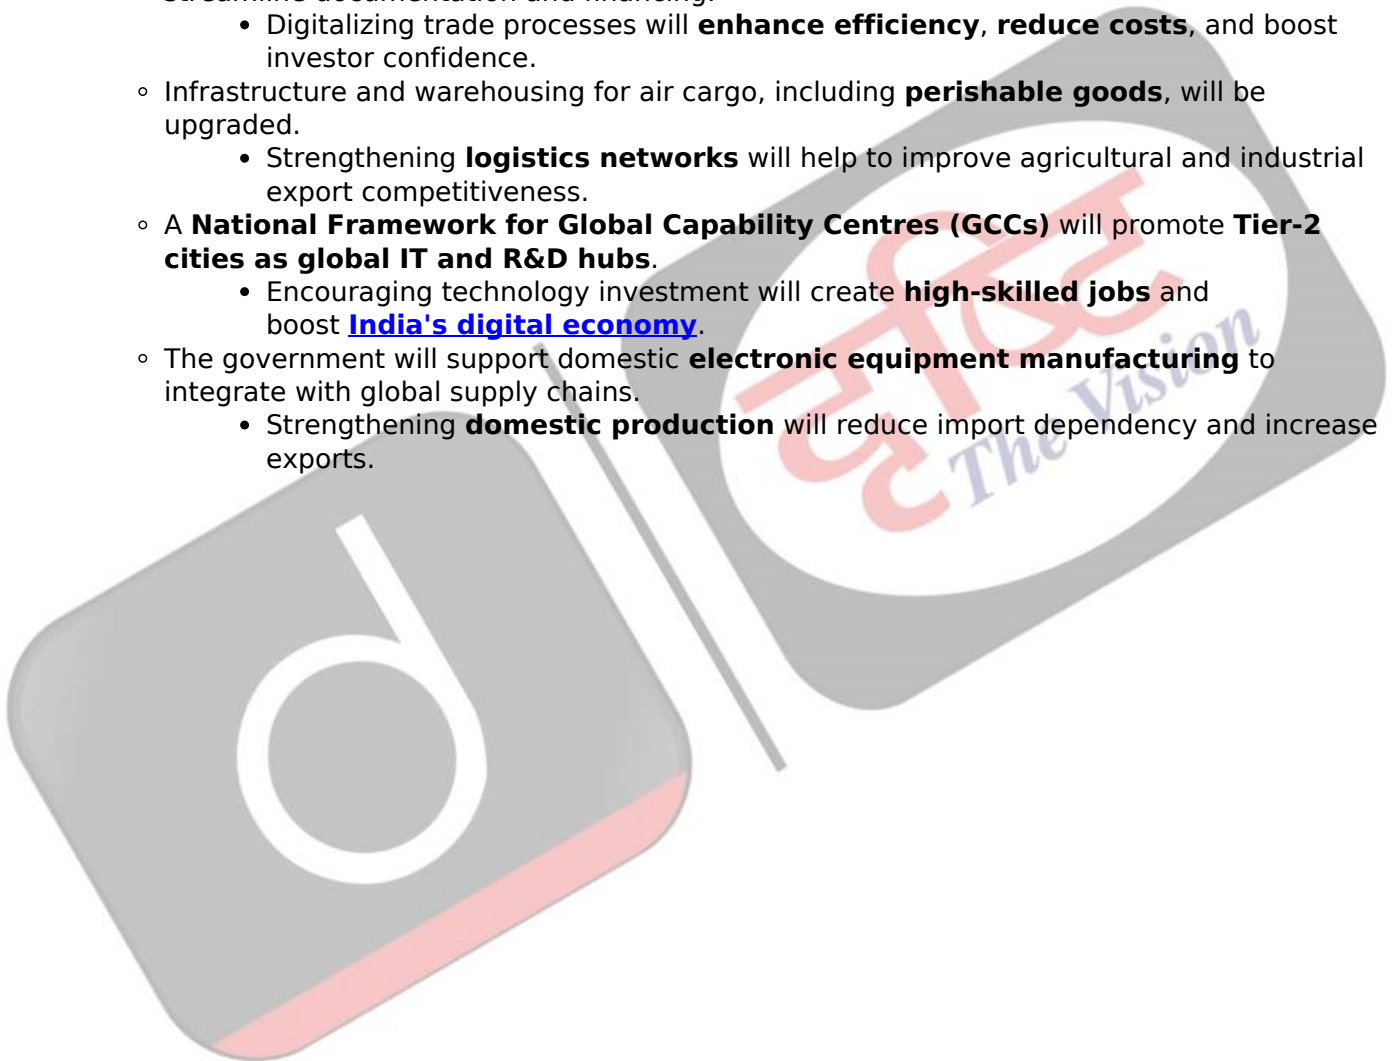 streamline documentation and financing.
• Digitalizing trade processes will enhance efficiency, reduce costs, and boost
investor confidence.
◦ Infrastructure and warehousing for air cargo, including perishable goods, will be
upgraded.
• Strengthening logistics networks will help to improve agricultural and industrial
export competitiveness.
◦ A National Framework for Global Capability Centres (GCCs) will promote Tier-2
cities as global IT and R&D hubs.
• Encouraging technology investment will create high-skilled jobs and
boost India's digital economy.
◦ The government will support domestic electronic equipment manufacturing to
integrate with global supply chains.
• Strengthening domestic production will reduce import dependency and increase
exports.
d
दृष्टि
The Vision